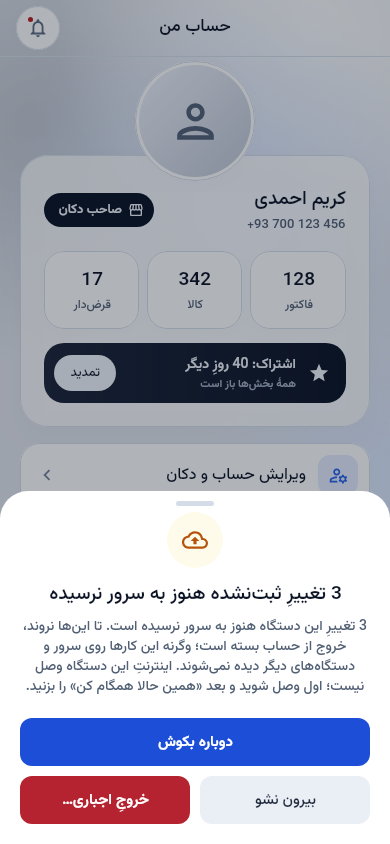 حساب من
کریم احمدی
+93 700 123 456
صاحب دکان
128
فاکتور
342
کالا
17
قرض‌دار
اشتراک: 40 روزِ دیگر
همهٔ بخش‌ها باز است
تمدید
ویرایش حساب و دکان
3 تغییرِ ثبت‌نشده هنوز به سرور نرسیده
3 تغییرِ این دستگاه هنوز به سرور نرسیده است. تا این‌ها نروند،
خروج از حساب بسته است؛ وگرنه این کارها روی سرور و
دستگاه‌های دیگر دیده نمی‌شوند. اینترنتِ این دستگاه وصل
نیست؛ اول وصل شوید و بعد «همین حالا همگام کن» را بزنید.
دوباره بکوش
بیرون نشو
خروجِ اجباری…